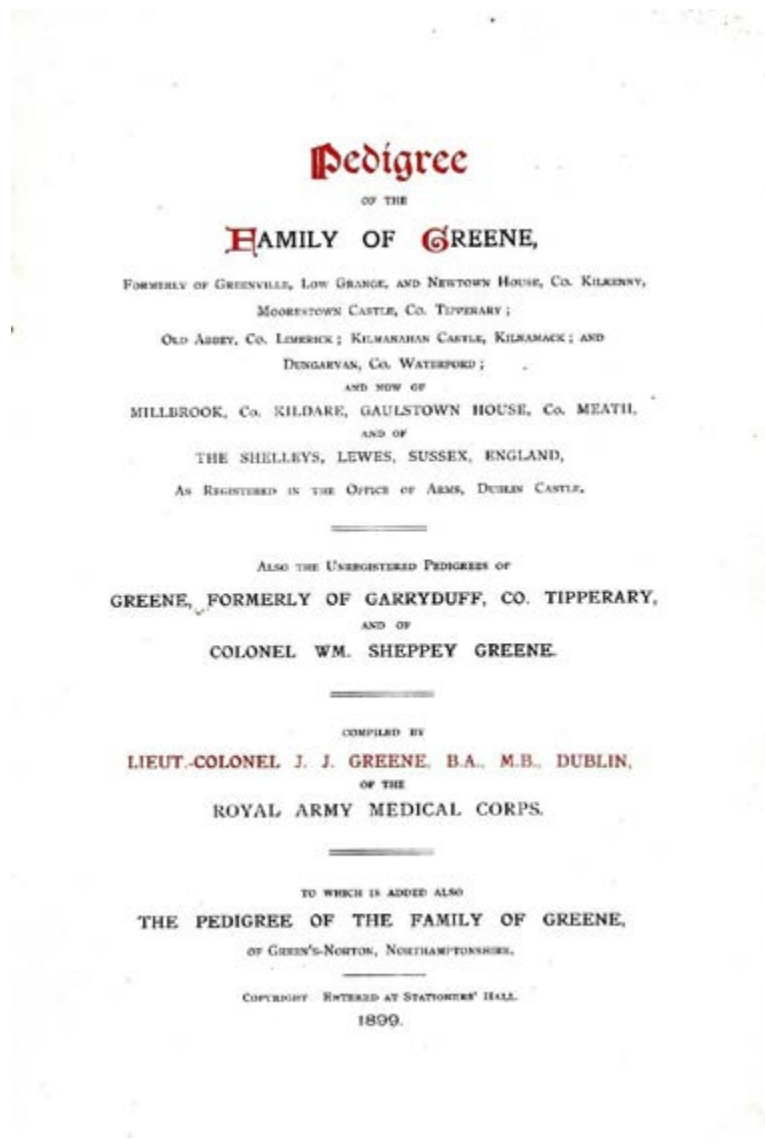 Pedigree
OF THE
FAMILY OF GREENE,
FORMERLY OF GREENVILLE, LOW GRANGE, AND NEWTOWN HOUSE, CO. KILKENNY,
MOORESTOWN CASTLE, CO. TIPPERARY;
OLD ABBEY, CO. LIMERICK; KILMANAHAN CASTLE, KILNAMACK; AND
DUNGARVAN, CO. WATERFORD;
AND NOW OF
MILLBROOK, CO. KILDARE, GAULSTOWN HOUSE, CO. MEATH,
AND OF
THE SHELLEYS, LEWES, SUSSEX, ENGLAND,
AS REGISTERED IN THE OFFICE OF ARMS, DUBLIN CASTLE.
ALSO THE UNREGISTERED PEDIGREES OF
GREENE, FORMERLY OF GARRYDUFF, CO. TIPPERARY,
AND OF
COLONEL WM. SHEPPEY GREENE.
COMPILED BY
LIEUT.-COLONEL J. J. GREENE, B.A., M.B., DUBLIN,
OF THE
ROYAL ARMY MEDICAL CORPS.
TO WHICH IS ADDED ALSO
THE PEDIGREE OF THE FAMILY OF GREENE,
OF GREEN'S-NORTON, NORTHAMPTONSHIRE.
COPYRIGHT ENTERED AT STATIONERS' HALL.
1899.